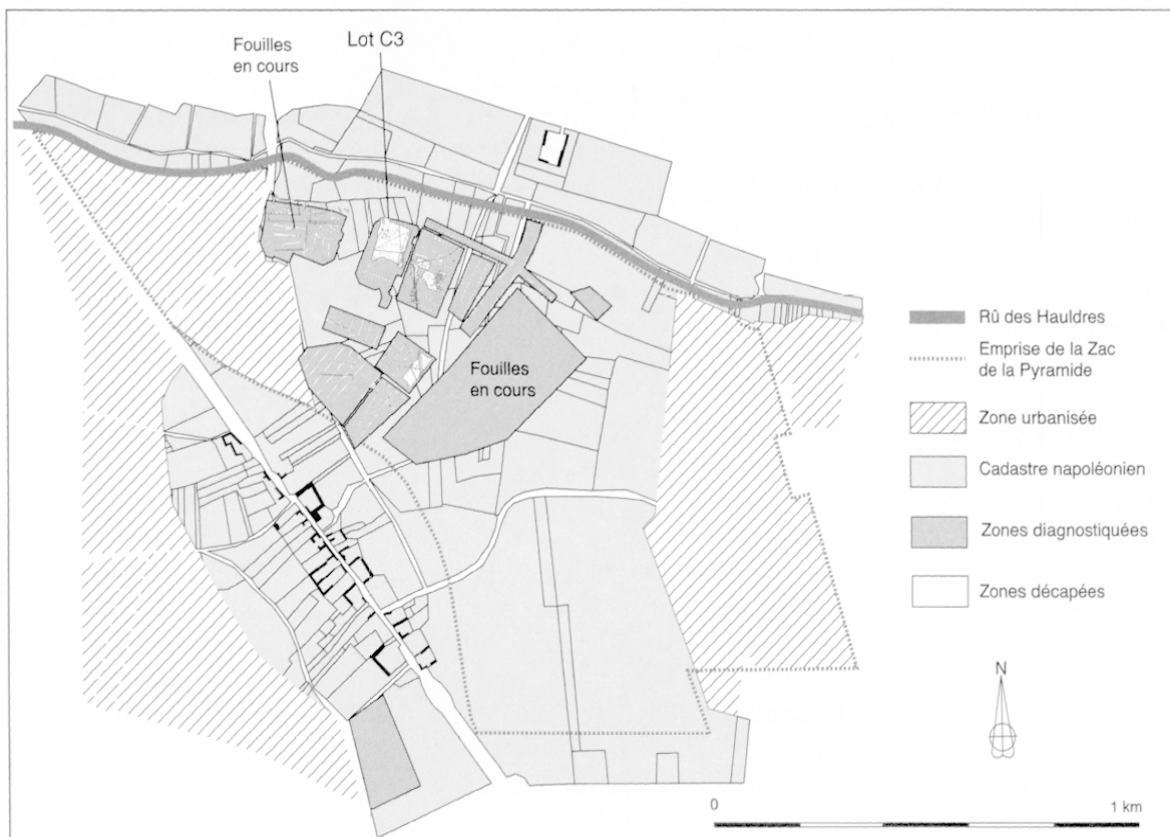 Fouilles
en cours
Lot C3
Fouilles
en cours
Rû des Hauldres
Emprise de la Zac
de la Pyramide
Zone urbanisée
Cadastre napoléonien
Zones diagnostiquées
Zones décapées
N
0
1 km